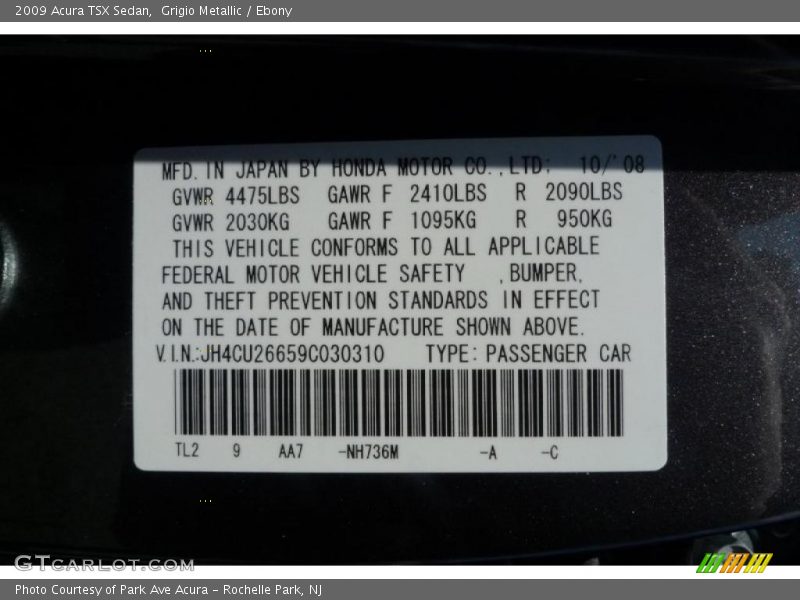 2009 Acura TSX Sedan,  Grigio Metallic / Ebony
MFD. IN JAPAN BY HONDA MOTOR CO.,LTD; 10/'08
GVWR 4475LBS GAWR F 2410LBS R 2090LBS
GVWR 2030KG GAWR F 1095KG R 950KG
THIS VEHICLE CONFORMS TO ALL APPLICABLE
FEDERAL MOTOR VEHICLE SAFETY ,BUMPER,
AND THEFT PREVENTION STANDARDS IN EFFECT
ON THE DATE OF MANUFACTURE SHOWN ABOVE.
V.I.N.:JH4CU26659C030310 TYPE: PASSENGER CAR
TL2 9 AA7 -NH736M -A -C
GTCARLOT.COM
Photo Courtesy of Park Ave Acura - Rochelle Park, NJ